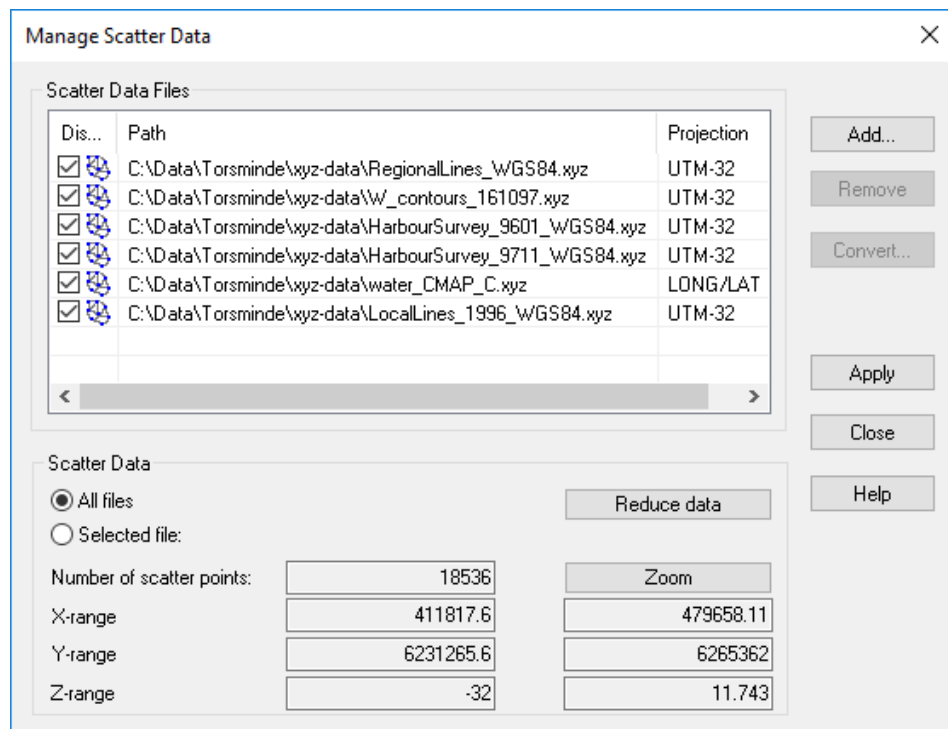 Manage Scatter Data
Scatter Data Files
Dis... Path Projection
C:\Data\Torsminde\xyz-data\RegionalLines_WGS84.xyz UTM-32
C:\Data\Torsminde\xyz-data\W_contours_161097.xyz UTM-32
C:\Data\Torsminde\xyz-data\HarbourSurvey_9601_WGS84.xyz UTM-32
C:\Data\Torsminde\xyz-data\HarbourSurvey_9711_WGS84.xyz UTM-32
C:\Data\Torsminde\xyz-data\water_CMAP_C.xyz LONG/LAT
C:\Data\Torsminde\xyz-data\LocalLines_1996_WGS84.xyz UTM-32
Add...
Remove
Convert...
Apply
Close
Help
Scatter Data
All files
Reduce data
Selected file:
Number of scatter points: 18536 Zoom
X-range 411817.6 479658.11
Y-range 6231265.6 6265362
Z-range -32 11.743